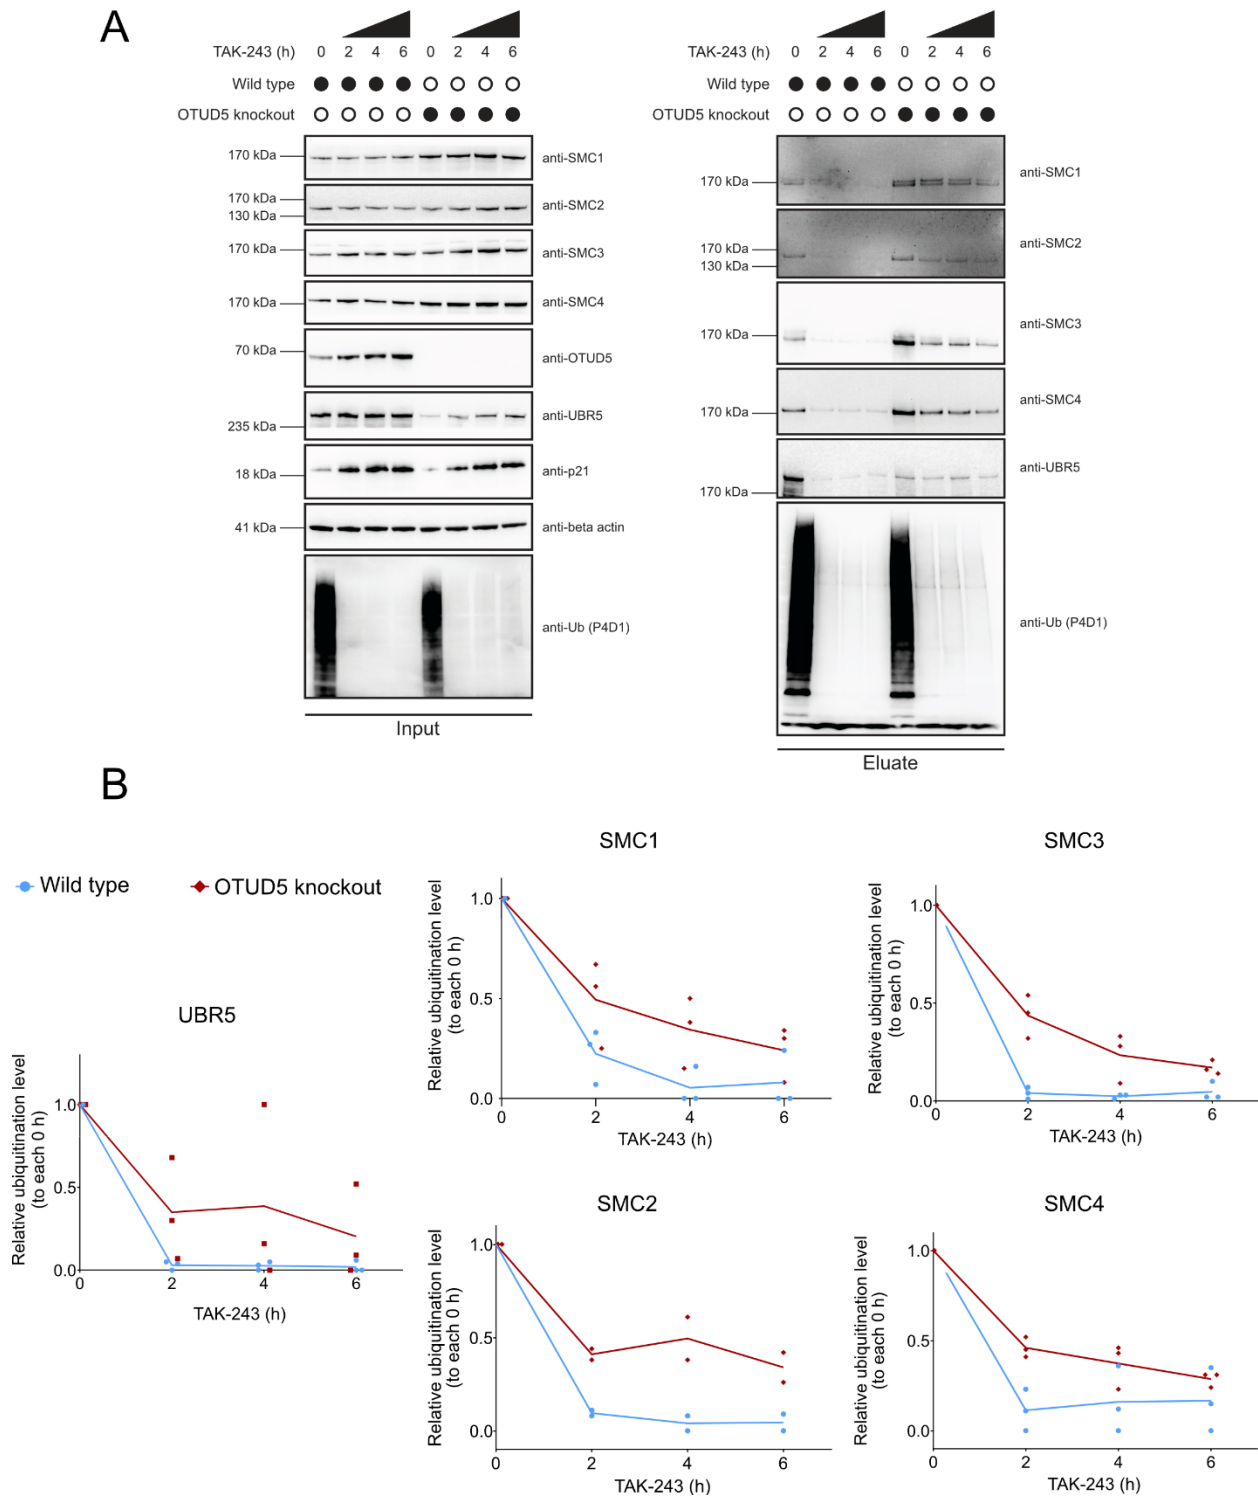 A
TAK-243 (h) 0 2 4 6 0 2 4 6
Wild type
OTUD5 knockout
170 kDa anti-SMC1
170 kDa
130 kDa anti-SMC2
170 kDa anti-SMC3
170 kDa anti-SMC4
70 kDa anti-OTUD5
235 kDa anti-UBR5
18 kDa anti-p21
41 kDa anti-beta actin
anti-Ub (P4D1)
Input
TAK-243 (h) 0 2 4 6 0 2 4 6
Wild type
OTUD5 knockout
170 kDa anti-SMC1
170 kDa anti-SMC2
130 kDa
170 kDa anti-SMC3
170 kDa anti-SMC4
170 kDa anti-UBR5
anti-Ub (P4D1)
Eluate
B
Wild type OTUD5 knockout
UBR5
Relative ubiquitination level
(to each 0 h)
1.0
0.5
0.0
0 2 4 6
TAK-243 (h)
SMC1
Relative ubiquitination level
(to each 0 h)
1.0
0.5
0.0
0 2 4 6
TAK-243 (h)
SMC3
Relative ubiquitination level
(to each 0 h)
1.0
0.5
0.0
0 2 4 6
TAK-243 (h)
SMC2
Relative ubiquitination level
(to each 0 h)
1.0
0.5
0.0
0 2 4 6
TAK-243 (h)
SMC4
Relative ubiquitination level
(to each 0 h)
1.0
0.5
0.0
0 2 4 6
TAK-243 (h)